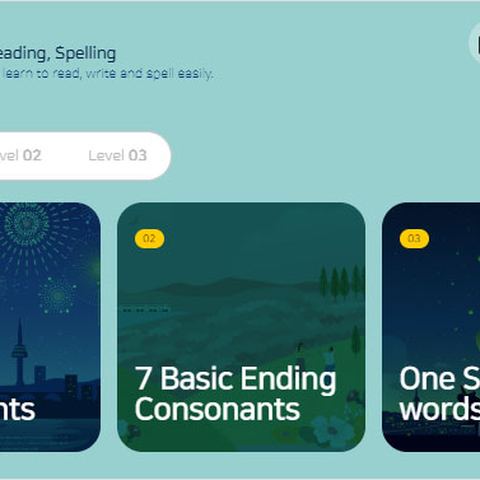 eading, Spelling
learn to read, write and spell easily.
vel 02 Level 03
02
03
7 Basic Ending
Consonants
One S
words
nts